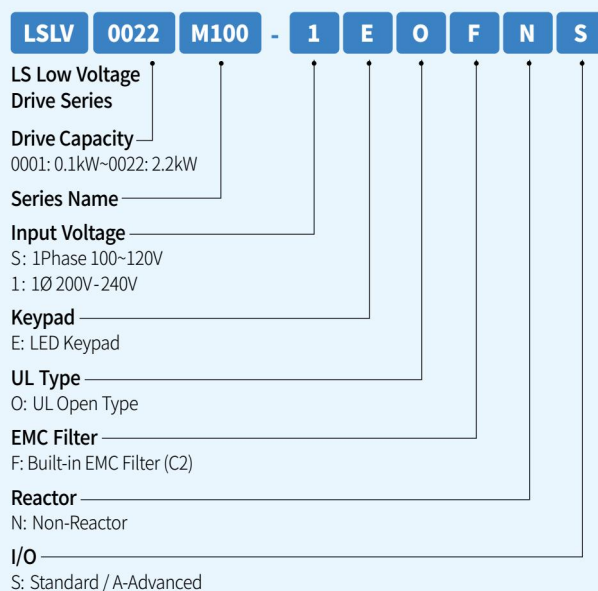 LSLV 0022 M100 - 1 E O F N S
LS Low Voltage
Drive Series
Drive Capacity
0001: 0.1kW~0022: 2.2kW
Series Name
Input Voltage
S: 1Phase 100~120V
1: 1Ø 200V-240V
Keypad
E: LED Keypad
UL Type
O: UL Open Type
EMC Filter
F: Built-in EMC Filter (C2)
Reactor
N: Non-Reactor
I/O
S: Standard / A-Advanced